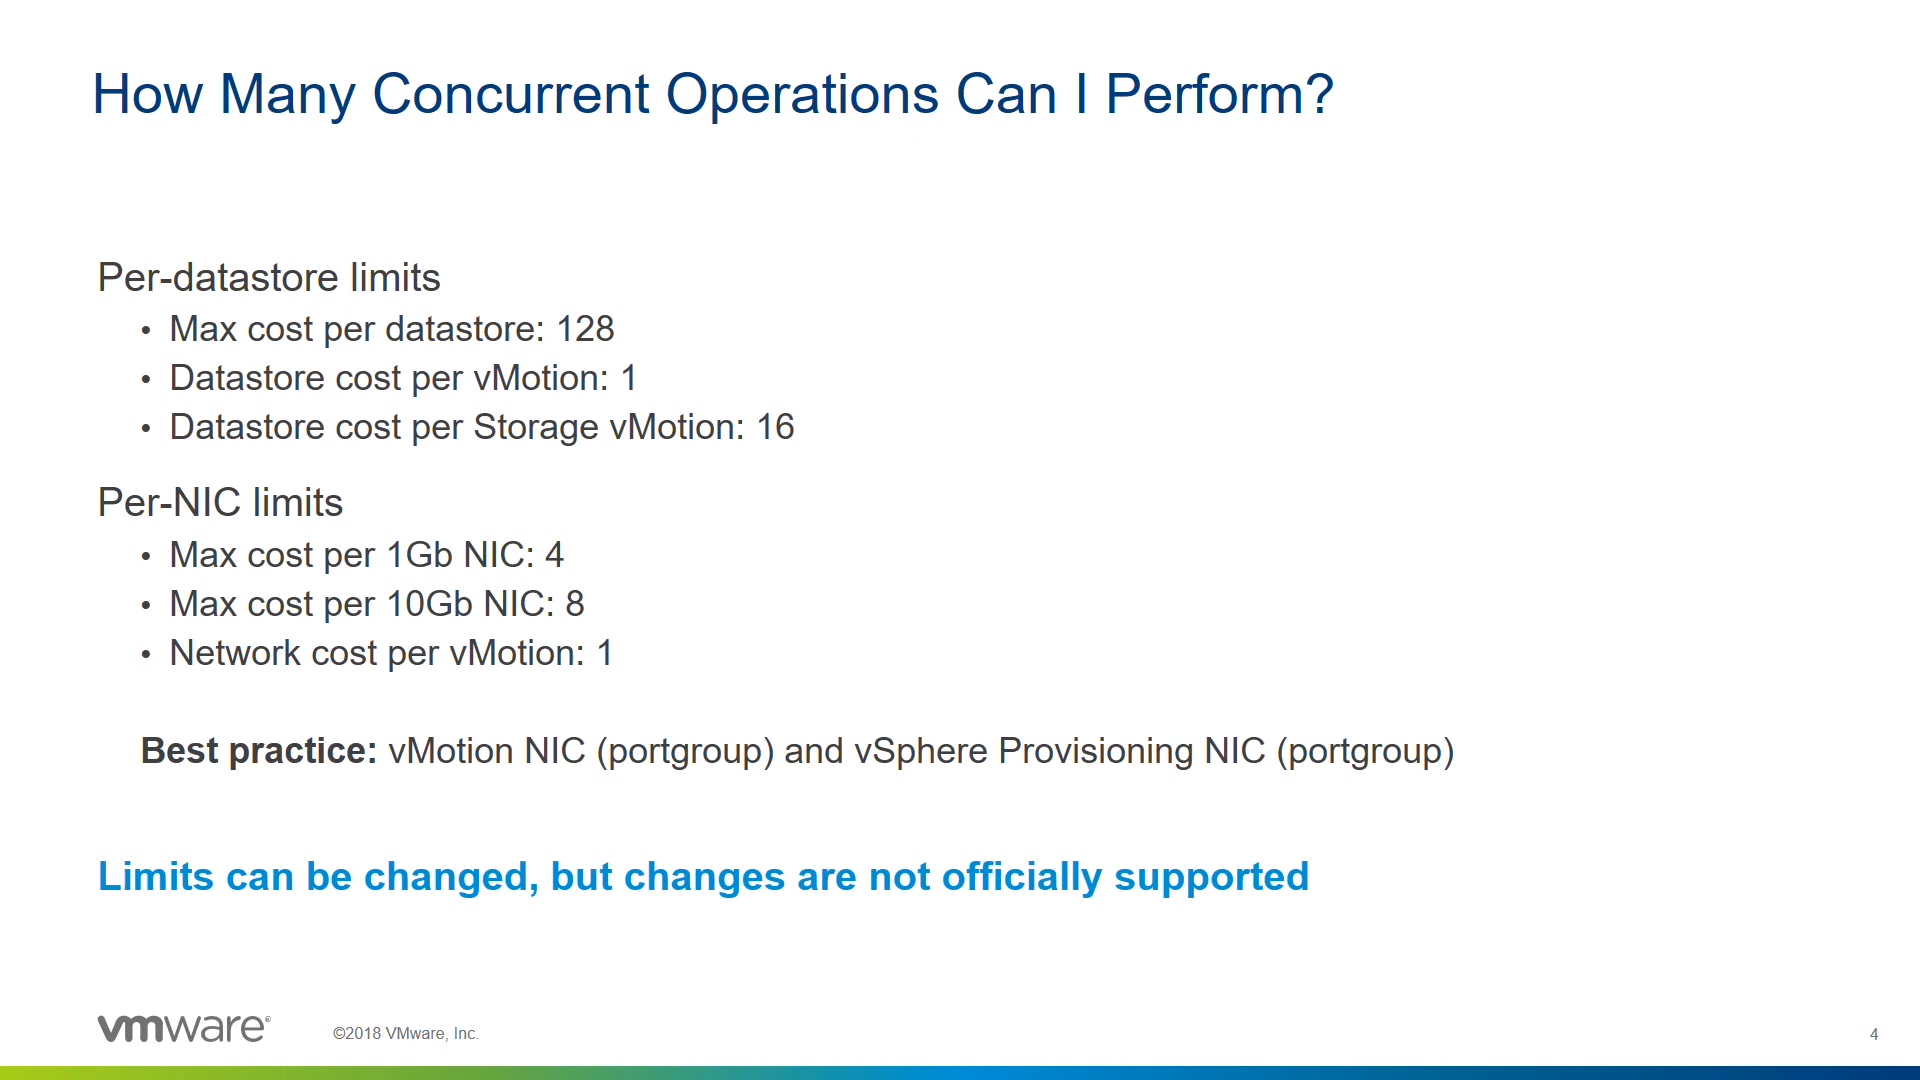 How Many Concurrent Operations Can I Perform?
Per-datastore limits
• Max cost per datastore: 128
• Datastore cost per vMotion: 1
• Datastore cost per Storage vMotion: 16
Per-NIC limits
• Max cost per 1Gb NIC: 4
• Max cost per 10Gb NIC: 8
• Network cost per vMotion: 1
Best practice: vMotion NIC (portgroup) and vSphere Provisioning NIC (portgroup)
Limits can be changed, but changes are not officially supported
vmware®
©2018 VMware, Inc.
4